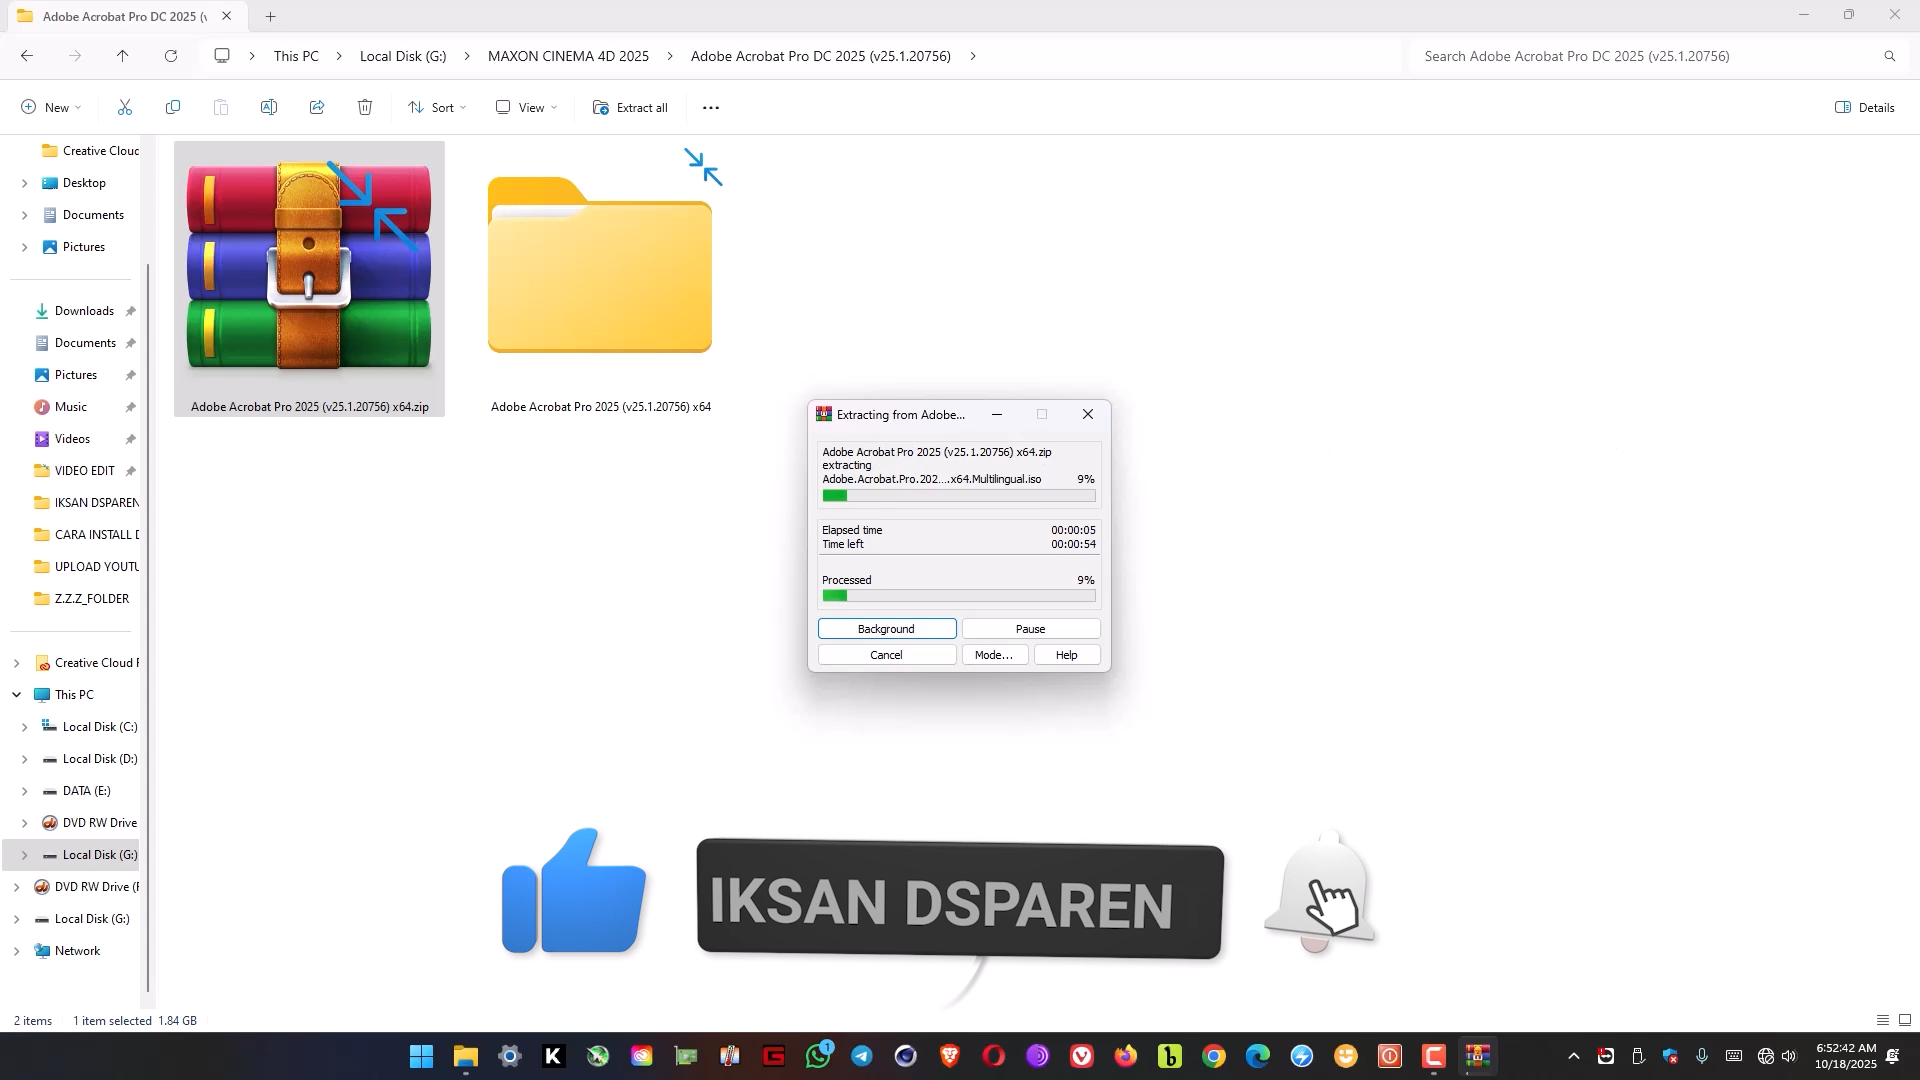 Adobe Acrobat Pro DC 2025 (v
This PC
Local Disk (G:)
MAXON CINEMA 4D 2025
Adobe Acrobat Pro DC 2025 (v25.1.20756)
Search Adobe Acrobat Pro DC 2025 (v25.1.20756)
New
Sort
View
Extract all
Details
Creative Cloud
Desktop
Documents
Pictures
Downloads
Documents
Pictures
Music
Videos
VIDEO EDIT
IKSAN DSPAREN
CARA INSTALL D
UPLOAD YOUTU
Z.Z.Z_FOLDER
Creative Cloud F
This PC
Local Disk (C:)
Local Disk (D:)
DATA (E:)
DVD RW Drive
Local Disk (G:)
DVD RW Drive (F
Local Disk (G:)
Network
Adobe Acrobat Pro 2025 (v25.1.20756) x64.zip
Adobe Acrobat Pro 2025 (v25.1.20756) x64
Extracting from Adobe...
Adobe Acrobat Pro 2025 (v25.1.20756) x64.zip
extracting
Adobe.Acrobat.Pro.202....x64.Multilingual.iso 9%
Elapsed time 00:00:05
Time left 00:00:54
Processed 9%
Background
Pause
Cancel
Mode...
Help
IKSAN DSPAREN
2 items
1 item selected 1.84 GB
1
6:52:42 AM
10/18/2025